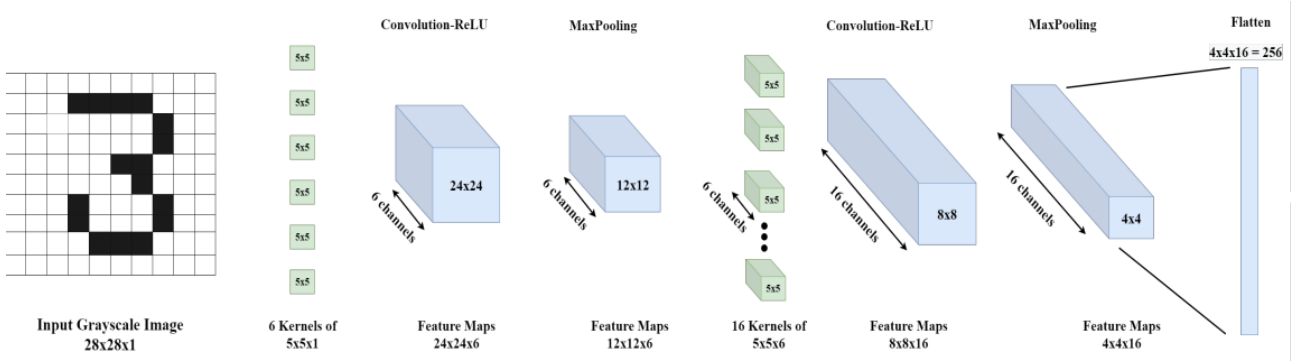 Convolution-ReLU
MaxPooling
Convolution-ReLU
MaxPooling
Flatten
4x4x16 = 256
5x5
5x5
5x5
5x5
5x5
5x5
24x24
6 channels
12x12
6 channels
5x5
5x5
5x5
5x5
6 channels
8x8
16 channels
4x4
16 channels
Input Grayscale Image
28x28x1
6 Kernels of
5x5x1
Feature Maps
24x24x6
Feature Maps
12x12x6
16 Kernels of
5x5x6
Feature Maps
8x8x16
Feature Maps
4x4x16